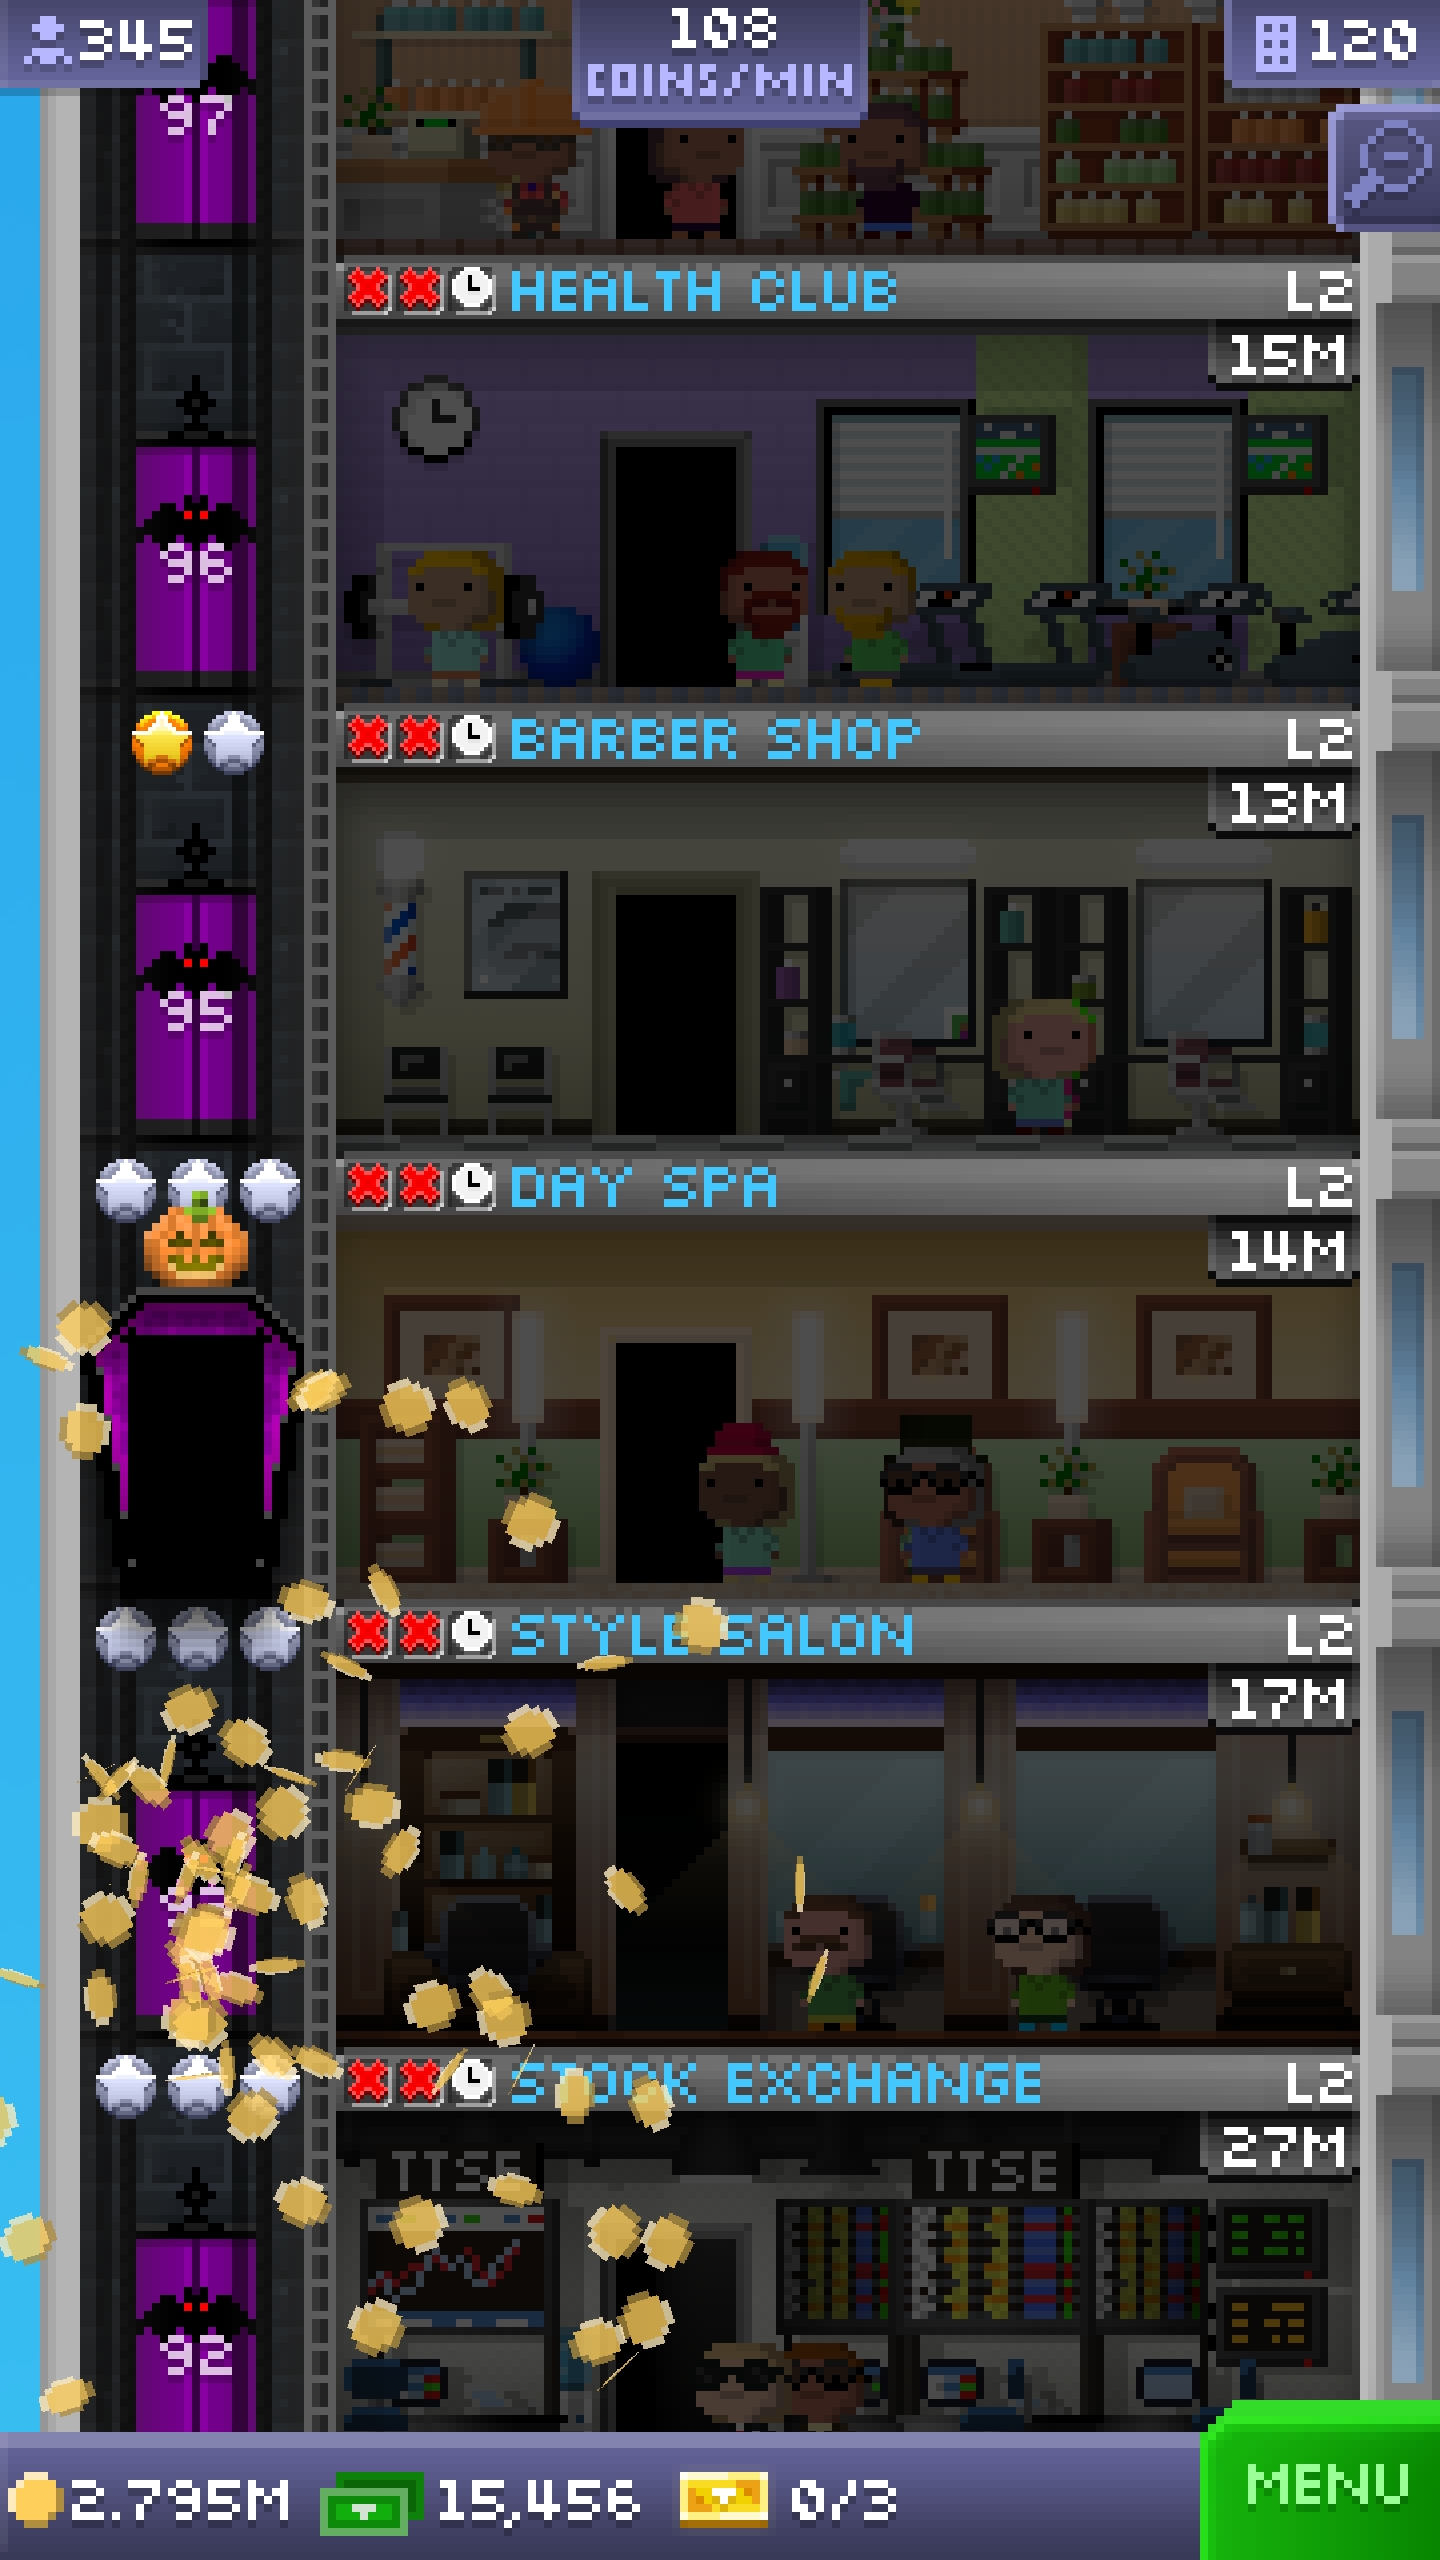 345
108
COINS/MIN
120
97
HEALTH CLUB L2
15M
96
BARBER SHOP L2
13M
95
DAY SPA L2
14M
STYLE SALON L2
17M
STOCK EXCHANGE L2
27M
TTSE TTSE
92
2.795M 15,456 0/3 MENU